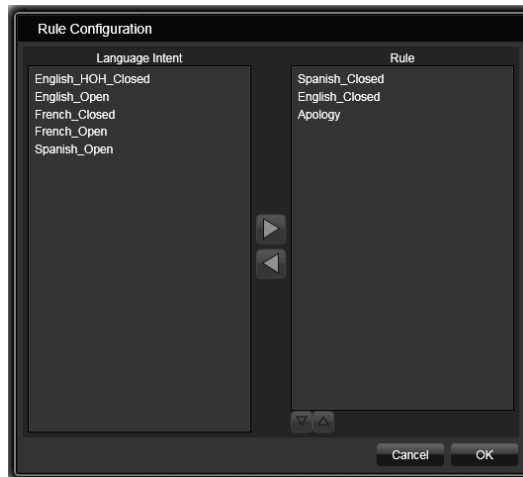 Rule Configuration
Language Intent
English_HOH_Closed
English_Open
French_Closed
French_Open
Spanish_Open
Rule
Spanish_Closed
English_Closed
Apology
Cancel
OK